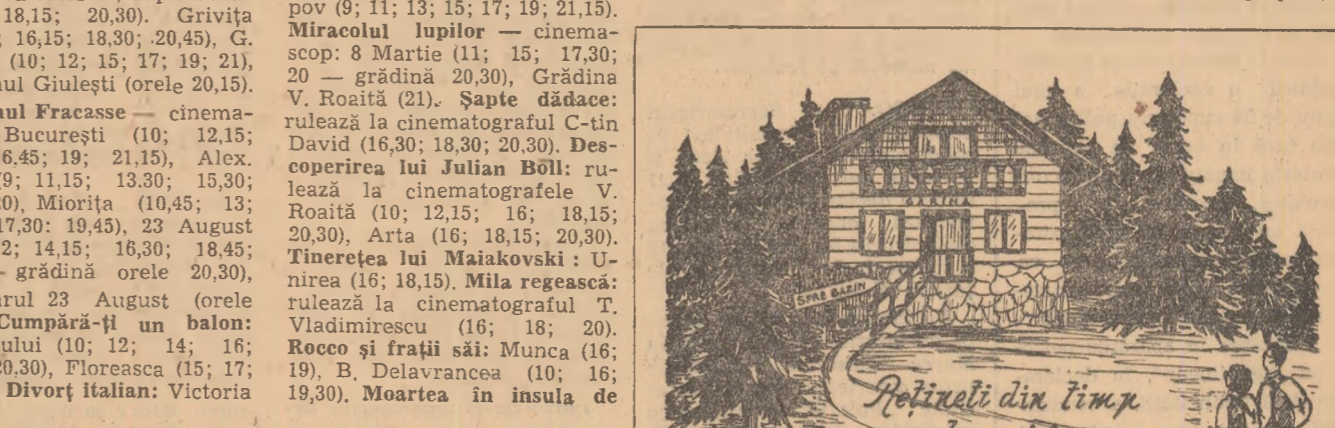 18,15; 20,30). Grivița
16,15; 18,30; 20,45), G.
(10; 12; 15; 17; 19; 21),
Giulești (orele 20,15).
Fracasse — cinema-
București (10; 12,15;
6,45; 19; 21,15), Alex.
(9; 11,15; 13.30; 15,30;
Miorița (10,45; 13;
17,30: 19,45), 23 August
14,15; 16,30; 18,45;
grădină orele 20,30),
23 August (orele
Cumpără-ți un balon:
(10; 12; 14; 16;
20.30), Floreasca (15; 17;
Divorț italian: Victoria
pov (9; 11; 13; 15; 17; 19; 21,15).
Miracolul lupilor — cinema-
scop: 8 Martie (11; 15; 17,30;
20 — grădină 20,30), Grădina
V. Roaită (21). Șapte dădace:
rulează la cinematograful C-tin
David (16,30; 18,30; 20,30). Des-
coperirea lui Julian Böll: ru-
lează la cinematografele V.
Roaită (10; 12,15; 16; 18,15;
20,30), Arta (16; 18,15; 20,30).
Tinerețea lui Maiakovski : U-
nirea (16; 18,15). Mila regească:
rulează la cinematograful T.
Vladimirescu (16; 18; 20).
Rocco și frații săi: Munca (16;
19), B. Delavrancea (10; 16;
19,30). Moartea în insula de
GARINA
SPRE BAZIN
Rețineti din timp